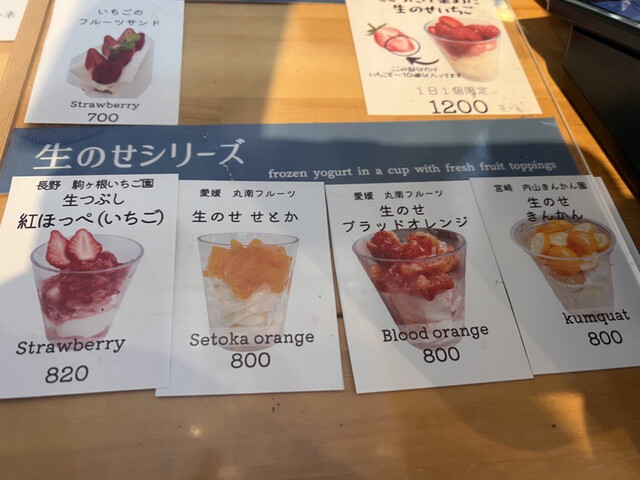 いちごの
フルーツサンド
Strawberry
700
生のせいちご
1日1個限定
1200
生のせシリーズ
frozen yogurt in a cup with fresh fruit toppings
長野 駒ヶ根いちご園
生つぶし
紅ほっぺ(いちご)
Strawberry
820
愛媛 丸南フルーツ
生のせ せとか
Setoka orange
800
愛媛 丸南フルーツ
生のせ
ブラッドオレンジ
Blood orange
800
宮崎 内山きんかん園
生のせ
きんかん
kumquat
800